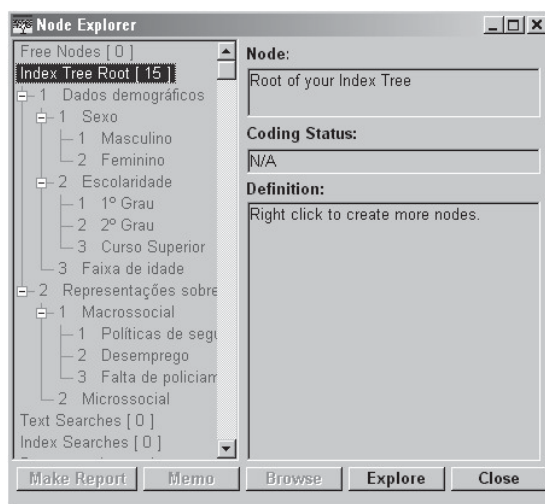 Node Explorer
Free Nodes [ 0 ]
Index Tree Root [ 15 ]
1 Dados demográficos
1 Sexo
1 Masculino
2 Feminino
2 Escolaridade
1 1º Grau
2 2º Grau
3 Curso Superior
3 Faixa de idade
2 Representações sobre
1 Macrossocial
1 Políticas de segu
2 Desemprego
3 Falta de policiam
2 Microssocial
Text Searches [ 0 ]
Index Searches [ 0 ]
Node:
Root of your Index Tree
Coding Status:
N/A
Definition:
Right click to create more nodes.
Make Report
Memo
Browse
Explore
Close